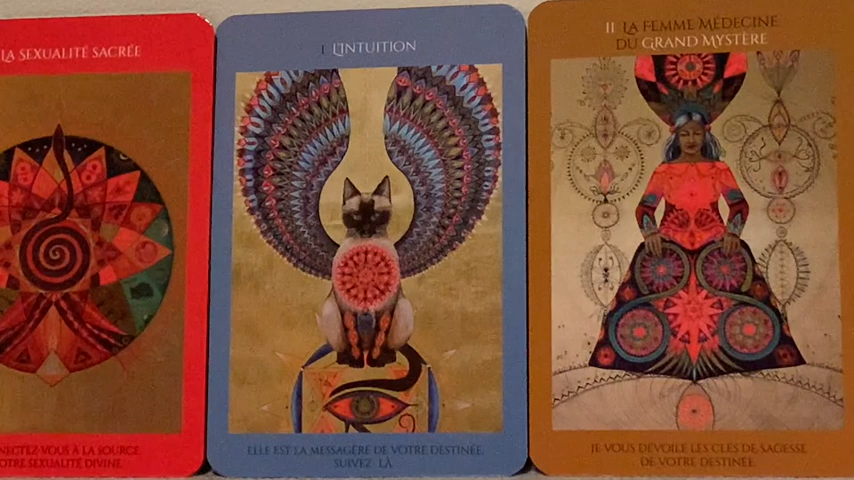 LA SEXUALITÉ SACRÉE
NECTEZ-VOUS À LA SOURCE
OTRE SEXUALITÉ DIVINE.
I L'INTUITION
ELLE EST LA MESSAGÈRE DE VOTRE DESTINÉE.
SUIVEZ-LÀ.
II LA FEMME MÉDECINE
DU GRAND MYSTÈRE
JE VOUS DÉVOILE LES CLÉS DE SAGESSE
DE VOTRE DESTINÉE.